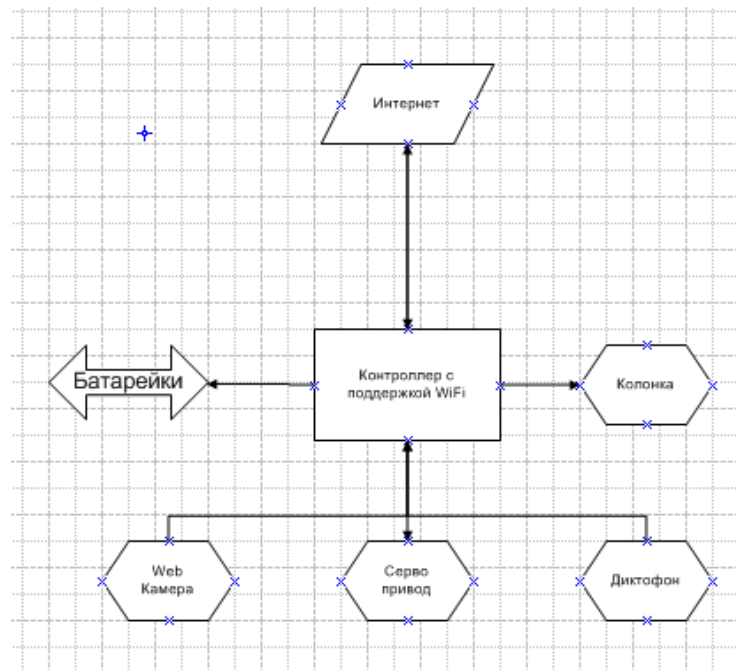 Интернет
Батарейки
Контроллер с
поддержкой WiFi
Колонка
Web
Камера
Серво
привод
Диктофон